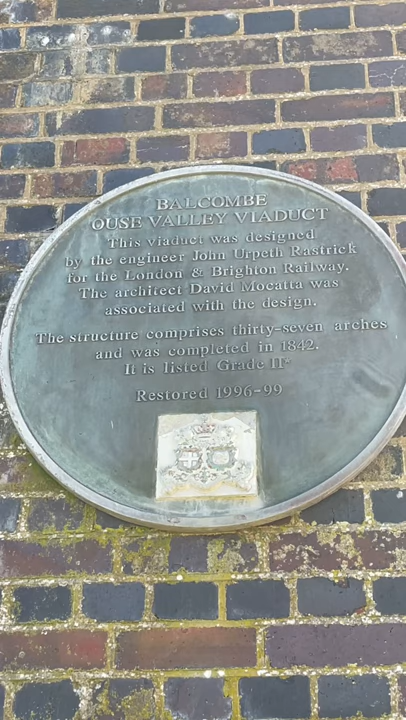 BALCOMBE
OUSE VALLEY VIADUCT
This viaduct was designed
by the engineer John Urpeth Rastrick
for the London & Brighton Railway.
The architect David Mocatta was
associated with the design.
The structure comprises thirty-seven arches
and was completed in 1842.
It is listed Grade II*
Restored 1996-99